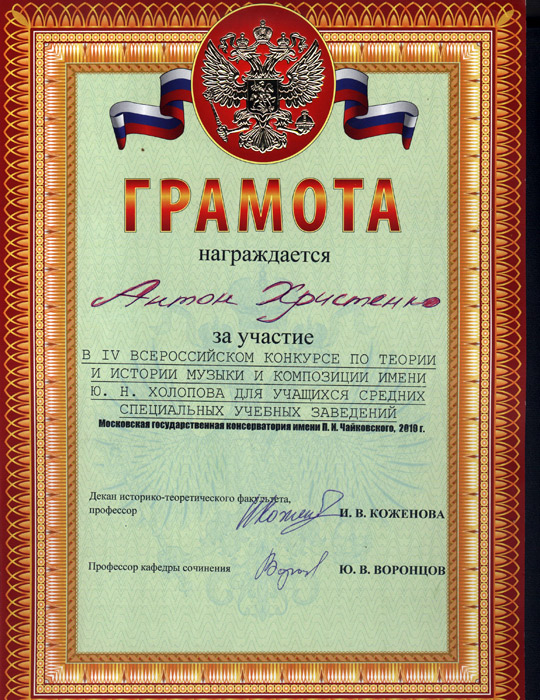 ГРАМОТА
награждается
Антон Христенко
за участие
В IV ВСЕРОССИЙСКОМ КОНКУРСЕ ПО ТЕОРИИ
И ИСТОРИИ МУЗЫКИ И КОМПОЗИЦИИ ИМЕНИ
Ю. Н. ХОЛОПОВА ДЛЯ УЧАЩИХСЯ СРЕДНИХ
СПЕЦИАЛЬНЫХ УЧЕБНЫХ ЗАВЕДЕНИЙ
Московская государственная консерватория имени П. И. Чайковского, 2010 г.
Декан историко-теоретического факультета,
профессор И. В. КОЖЕНОВА
Профессор кафедры сочинения Ю. В. ВОРОНЦОВ